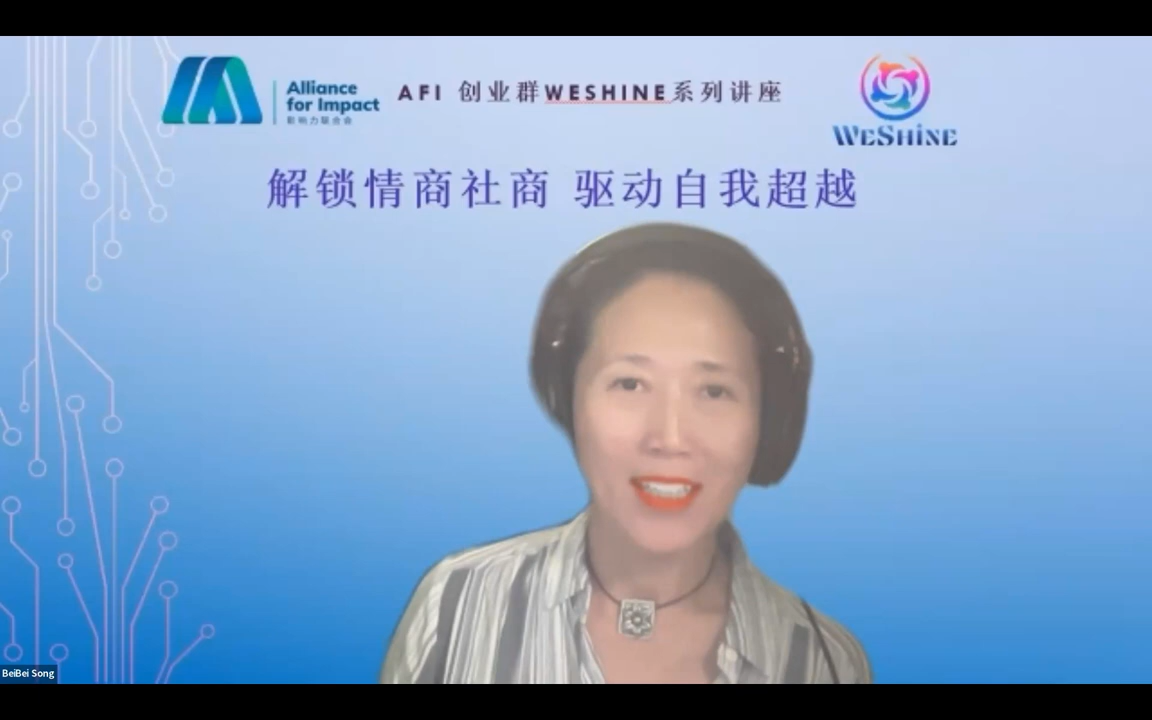 Alliance
for Impact
影响力联合会
AFI 创业群WESHINE系列讲座
WESHINE
解锁情商社商 驱动自我超越
BeiBei Song